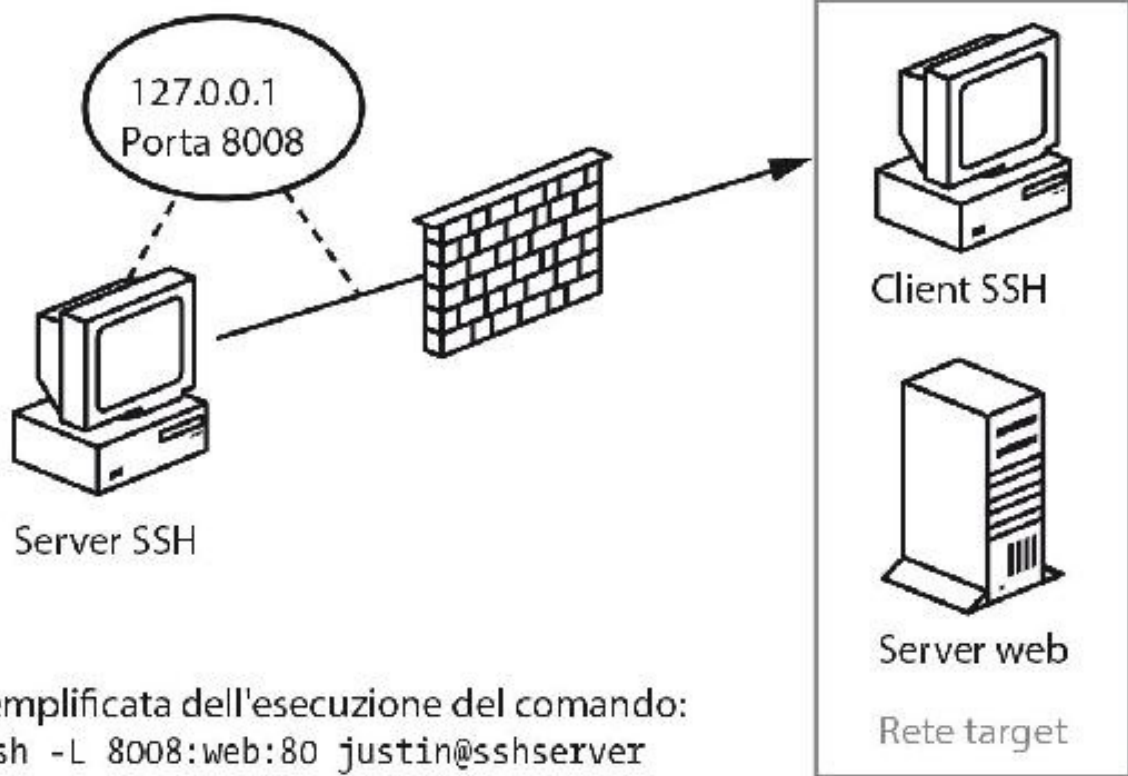 127.0.0.1
Porta 8008
Client SSH
Server SSH
Server web
Rete target
emplificata dell'esecuzione del comando:
sh -L 8008:web:80 justin@sshserver